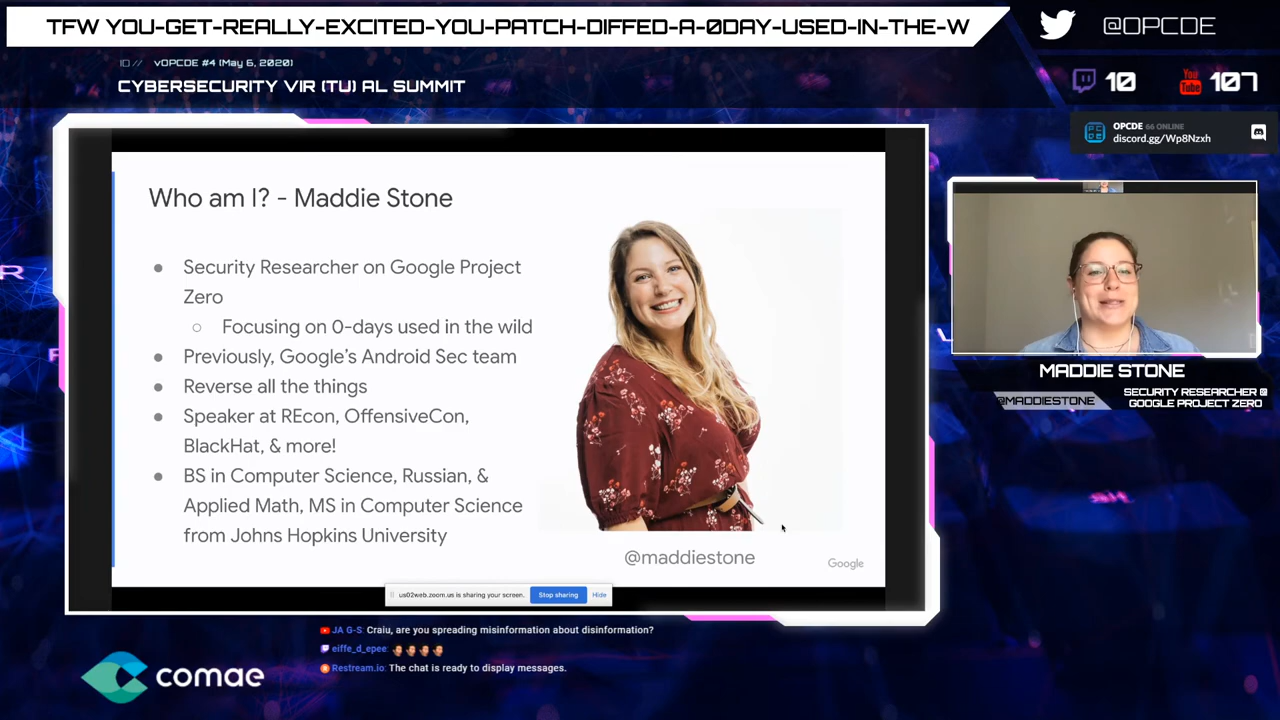 TFW YOU-GET-REALLY-EXCITED-YOU-PATCH-DIFFED-A-0DAY-USED-IN-THE-W
@OPCDE
ID // vOPCDE #4 (May 6, 2020)
CYBERSECURITY VIR (TU) AL SUMMIT
10
You
Tube
107
OPCDE 66 ONLINE
discord.gg/Wp8Nzxh
Who am I? - Maddie Stone
● Security Researcher on Google Project
Zero
○ Focusing on 0-days used in the wild
● Previously, Google's Android Sec team
● Reverse all the things
● Speaker at REcon, OffensiveCon,
BlackHat, & more!
● BS in Computer Science, Russian, &
Applied Math, MS in Computer Science
from Johns Hopkins University
@maddiestone
Google
us02web.zoom.us is sharing your screen.
Stop sharing
Hide
MADDIE STONE
@MADDIESTONE
SECURITY RESEARCHER @
GOOGLE PROJECT ZERO
JA G-S: Craiu, are you spreading misinformation about disinformation?
eiffe_d_epee:
Restream.io: The chat is ready to display messages.
comae